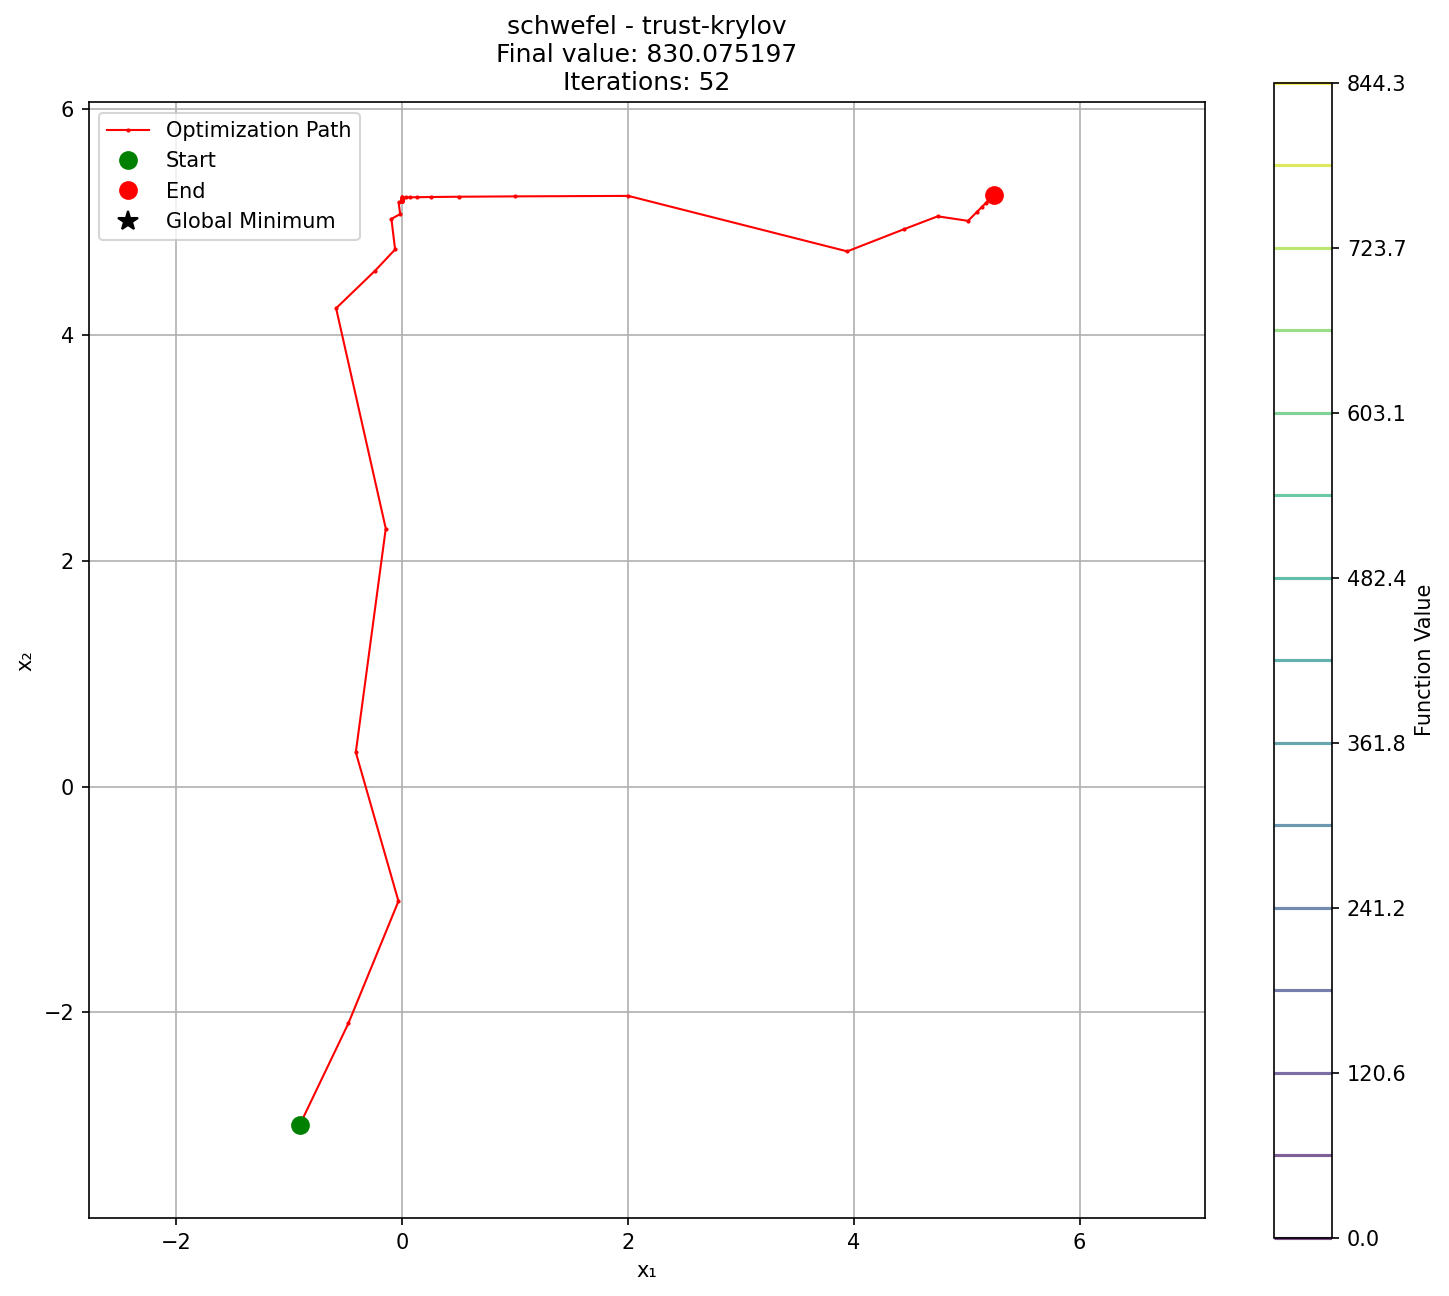 schwefel - trust-krylov
Final value: 830.075197
Iterations: 52
Optimization Path
Start
End
Global Minimum
6
4
2
0
−2
x₂
−2
0
2
4
6
x₁
844.3
723.7
603.1
482.4
361.8
241.2
120.6
0.0
Function Value